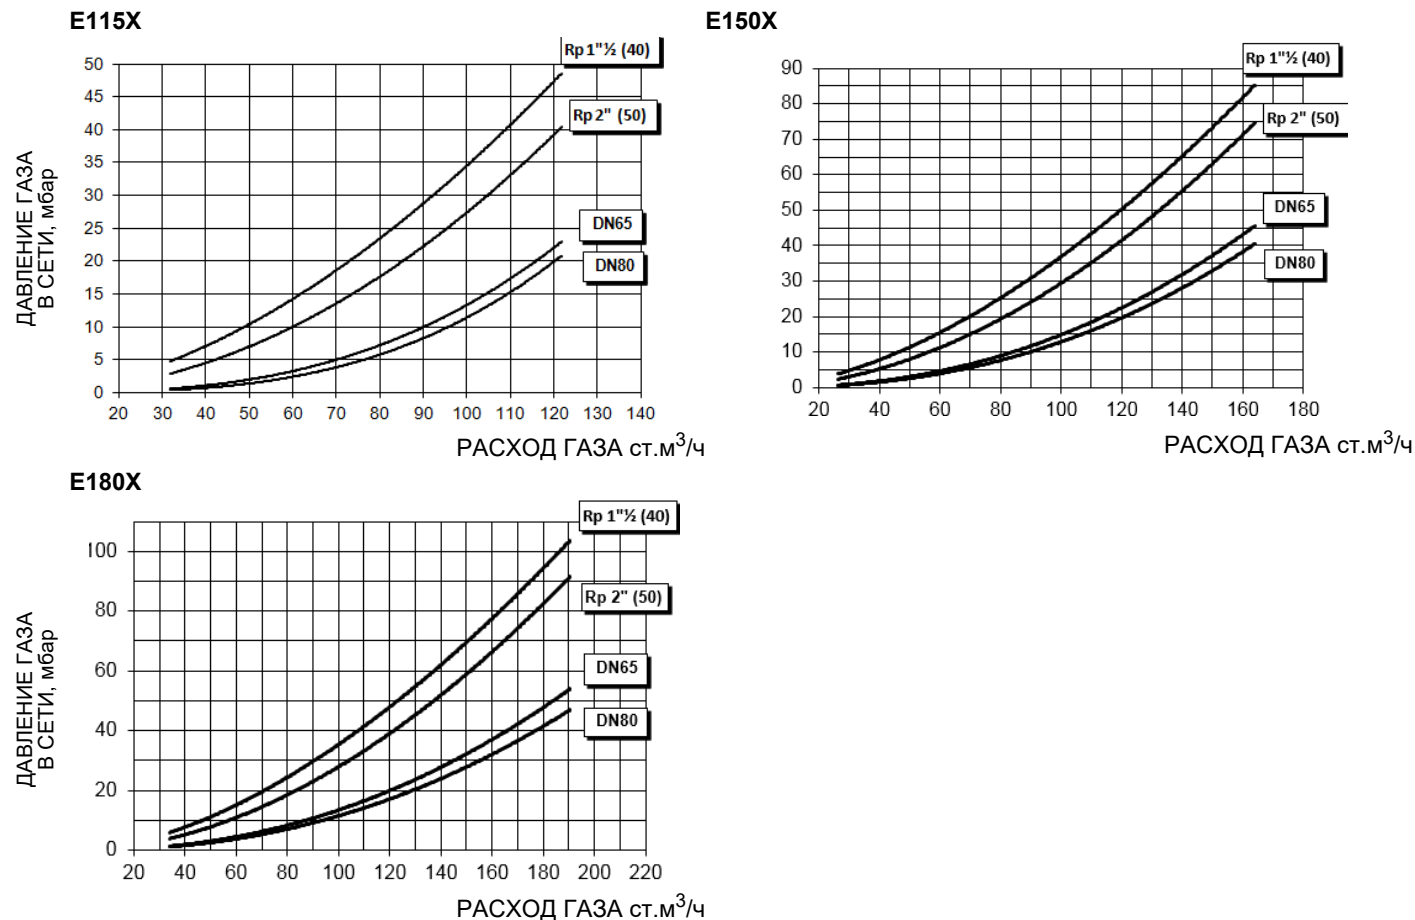 E115X
Rp 1"½ (40)
Rp 2" (50)
DN65
DN80
50
45
40
35
30
25
20
15
10
5
0
20 30 40 50 60 70 80 90 100 110 120 130 140
ДАВЛЕНИЕ ГАЗА
В СЕТИ, мбар
РАСХОД ГАЗА ст.м³/ч
E150X
Rp 1"½ (40)
Rp 2" (50)
DN65
DN80
90
80
70
60
50
40
30
20
10
0
20 40 60 80 100 120 140 160 180
РАСХОД ГАЗА ст.м³/ч
E180X
Rp 1"½ (40)
Rp 2" (50)
DN65
DN80
100
80
60
40
20
0
20 40 60 80 100 120 140 160 180 200 220
ДАВЛЕНИЕ ГАЗА
В СЕТИ, мбар
РАСХОД ГАЗА ст.м³/ч